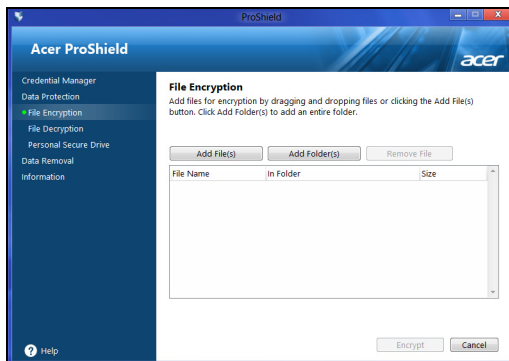 ProShield
Acer ProShield
acer
Credential Manager
Data Protection
File Encryption
File Decryption
Personal Secure Drive
Data Removal
Information
File Encryption
Add files for encryption by dragging and dropping files or clicking the Add File(s)
button. Click Add Folder(s) to add an entire folder.
Add File(s) Add Folder(s) Remove File
File Name In Folder Size
? Help
Encrypt Cancel